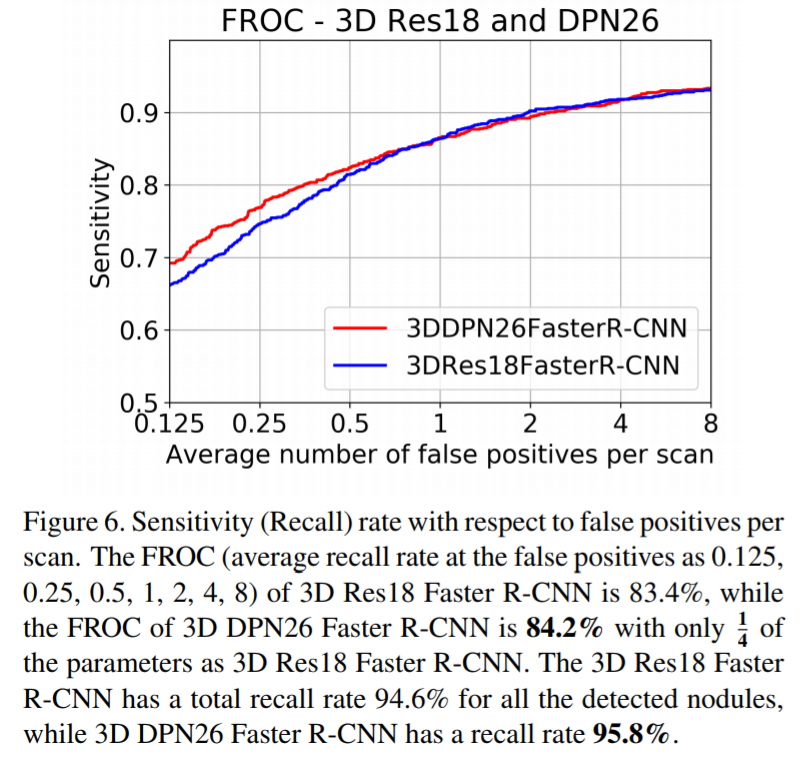 FROC - 3D Res18 and DPN26
Sensitivity
0.9
0.8
0.7
0.6
0.5
3DDPN26FasterR-CNN
3DRes18FasterR-CNN
0.125 0.25 0.5 1 2 4 8
Average number of false positives per scan
Figure 6. Sensitivity (Recall) rate with respect to false positives per
scan. The FROC (average recall rate at the false positives as 0.125,
0.25, 0.5, 1, 2, 4, 8) of 3D Res18 Faster R-CNN is 83.4%, while
the FROC of 3D DPN26 Faster R-CNN is 84.2% with only 1/4 of
the parameters as 3D Res18 Faster R-CNN. The 3D Res18 Faster
R-CNN has a total recall rate 94.6% for all the detected nodules,
while 3D DPN26 Faster R-CNN has a recall rate 95.8%.